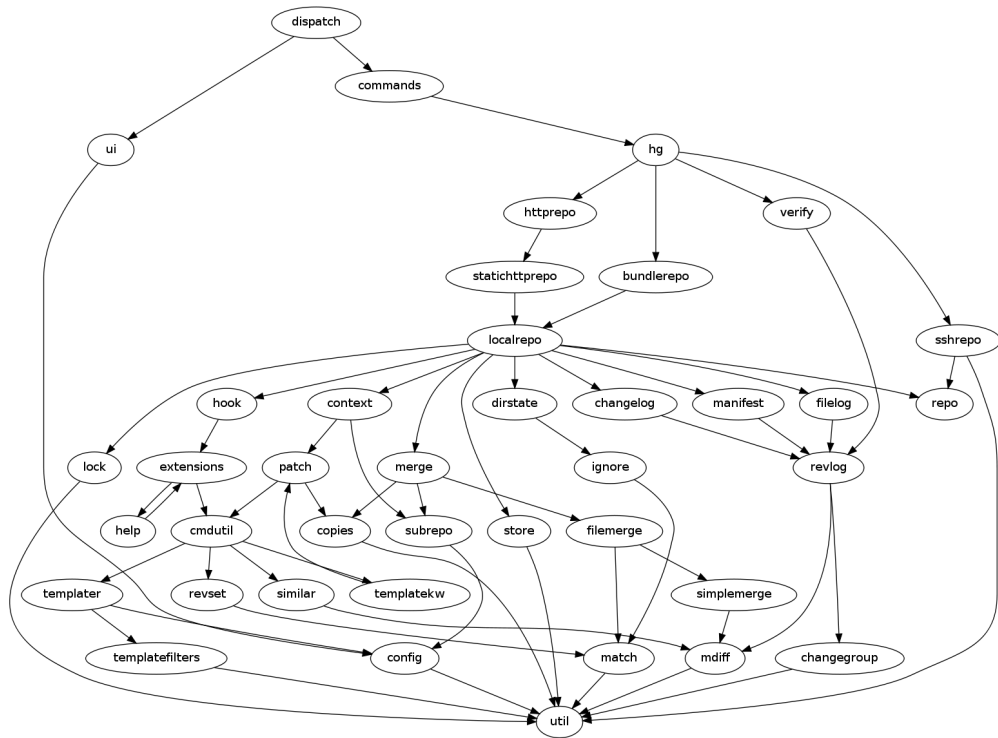 dispatch
commands
ui
hg
httprepo
verify
statichttprepo
bundlerepo
localrepo
sshrepo
hook
context
dirstate
changelog
manifest
filelog
repo
lock
extensions
patch
merge
ignore
revlog
help
cmdutil
copies
subrepo
store
filemerge
templater
revset
similar
templatekw
simplemerge
templatefilters
config
match
mdiff
changegroup
util